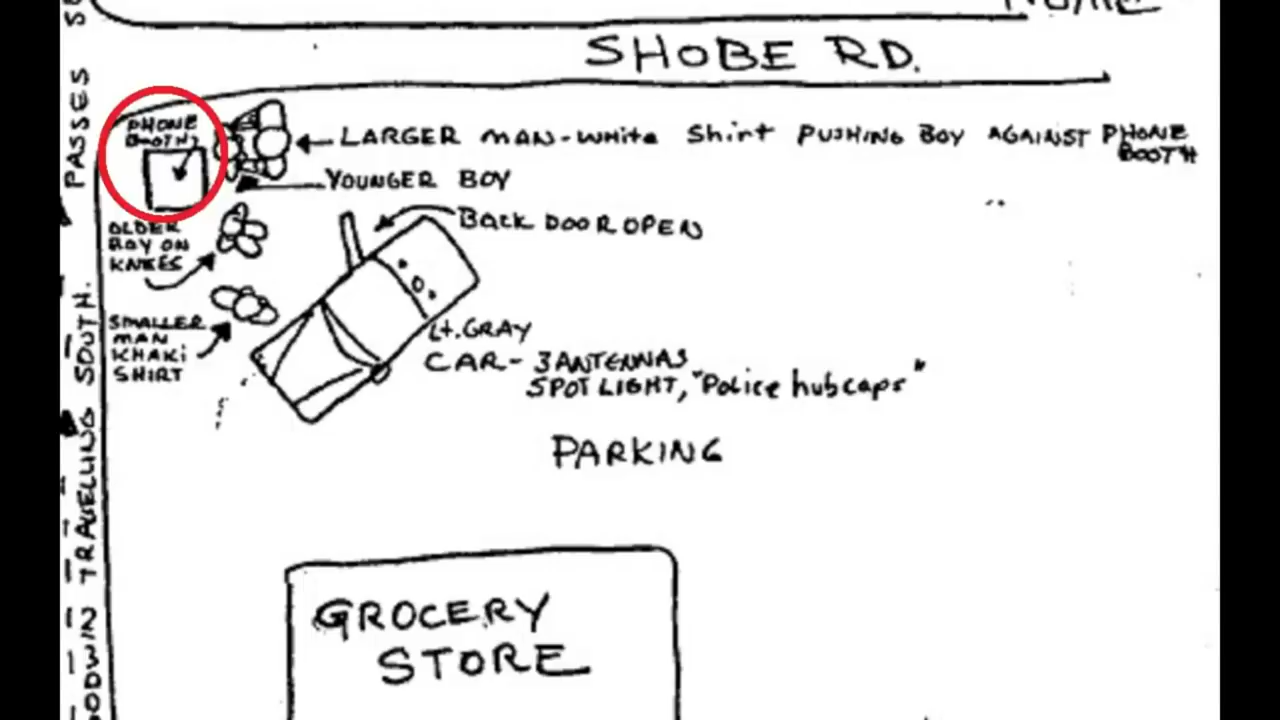 SHOBE RD.
PHONE
BOOTH
LARGER MAN-White Shirt PUSHING BOY AGAINST PHONE
BOOTH
YOUNGER BOY
BACK DOOR OPEN
OLDER
BOY ON
KNEES
SMALLER
MAN
KHAKi
SHIRT
Lt. GRAY
CAR- 3 ANTENNAS
SPOT LIGHT, "Police hubcaps"
PARKING
GROCERY
STORE
PASSES
TRAVELLING SOUTH.